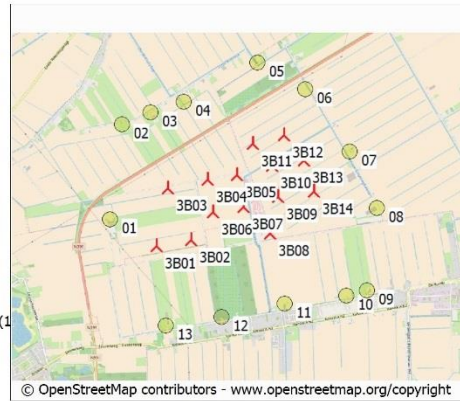 05
06
04
03
02
3B12
3B11
07
3B13
3B10
3B05
3B04
3B03
3B14
3B09
08
3B06
3B07
01
3B02
3B08
3B01
09
10
11
12
(1
13
© OpenStreetMap contributors - www.openstreetmap.org/copyright